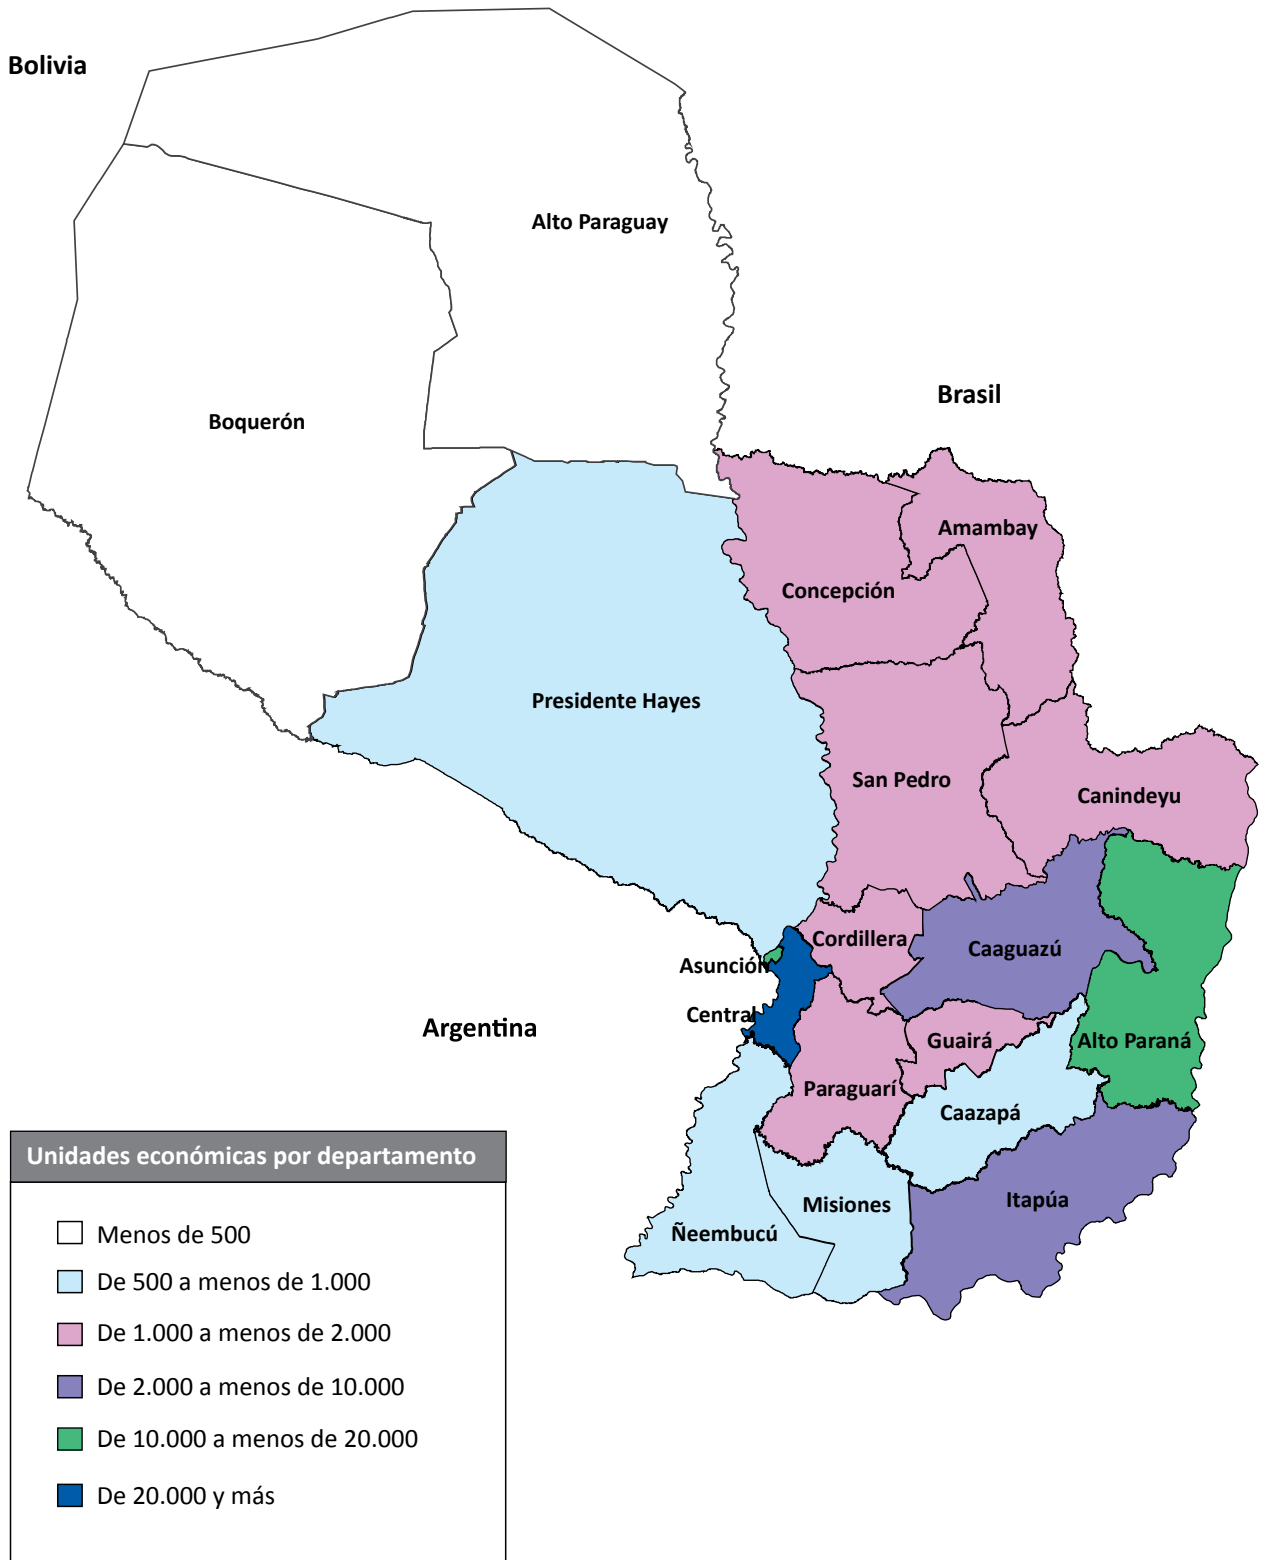 Bolivia
Alto Paraguay
Brasil
Boquerón
Amambay
Concepción
Presidente Hayes
San Pedro
Canindeyu
Cordillera
Caaguazú
Asunción
Central
Argentina
Guairá
Alto Paraná
Paraguarí
Caazapá
Itapúa
Misiones
Ñeembucú
Unidades económicas por departamento
Menos de 500
De 500 a menos de 1.000
De 1.000 a menos de 2.000
De 2.000 a menos de 10.000
De 10.000 a menos de 20.000
De 20.000 y más